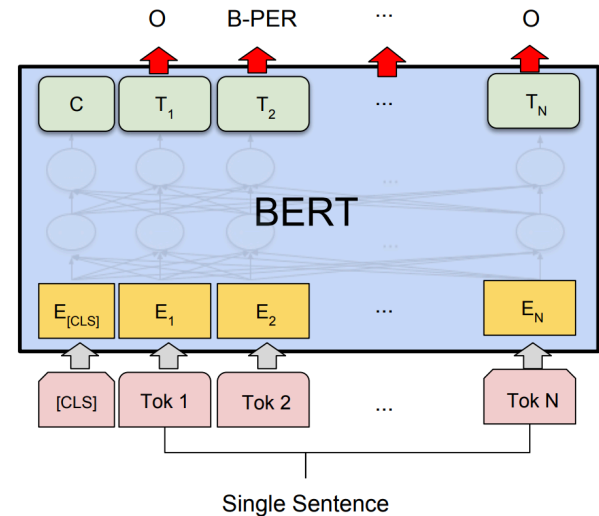 O B-PER ... O
C T1 T2 ... TN
...
BERT
...
E[CLS] E1 E2 ... EN
[CLS] Tok 1 Tok 2 ... Tok N
Single Sentence